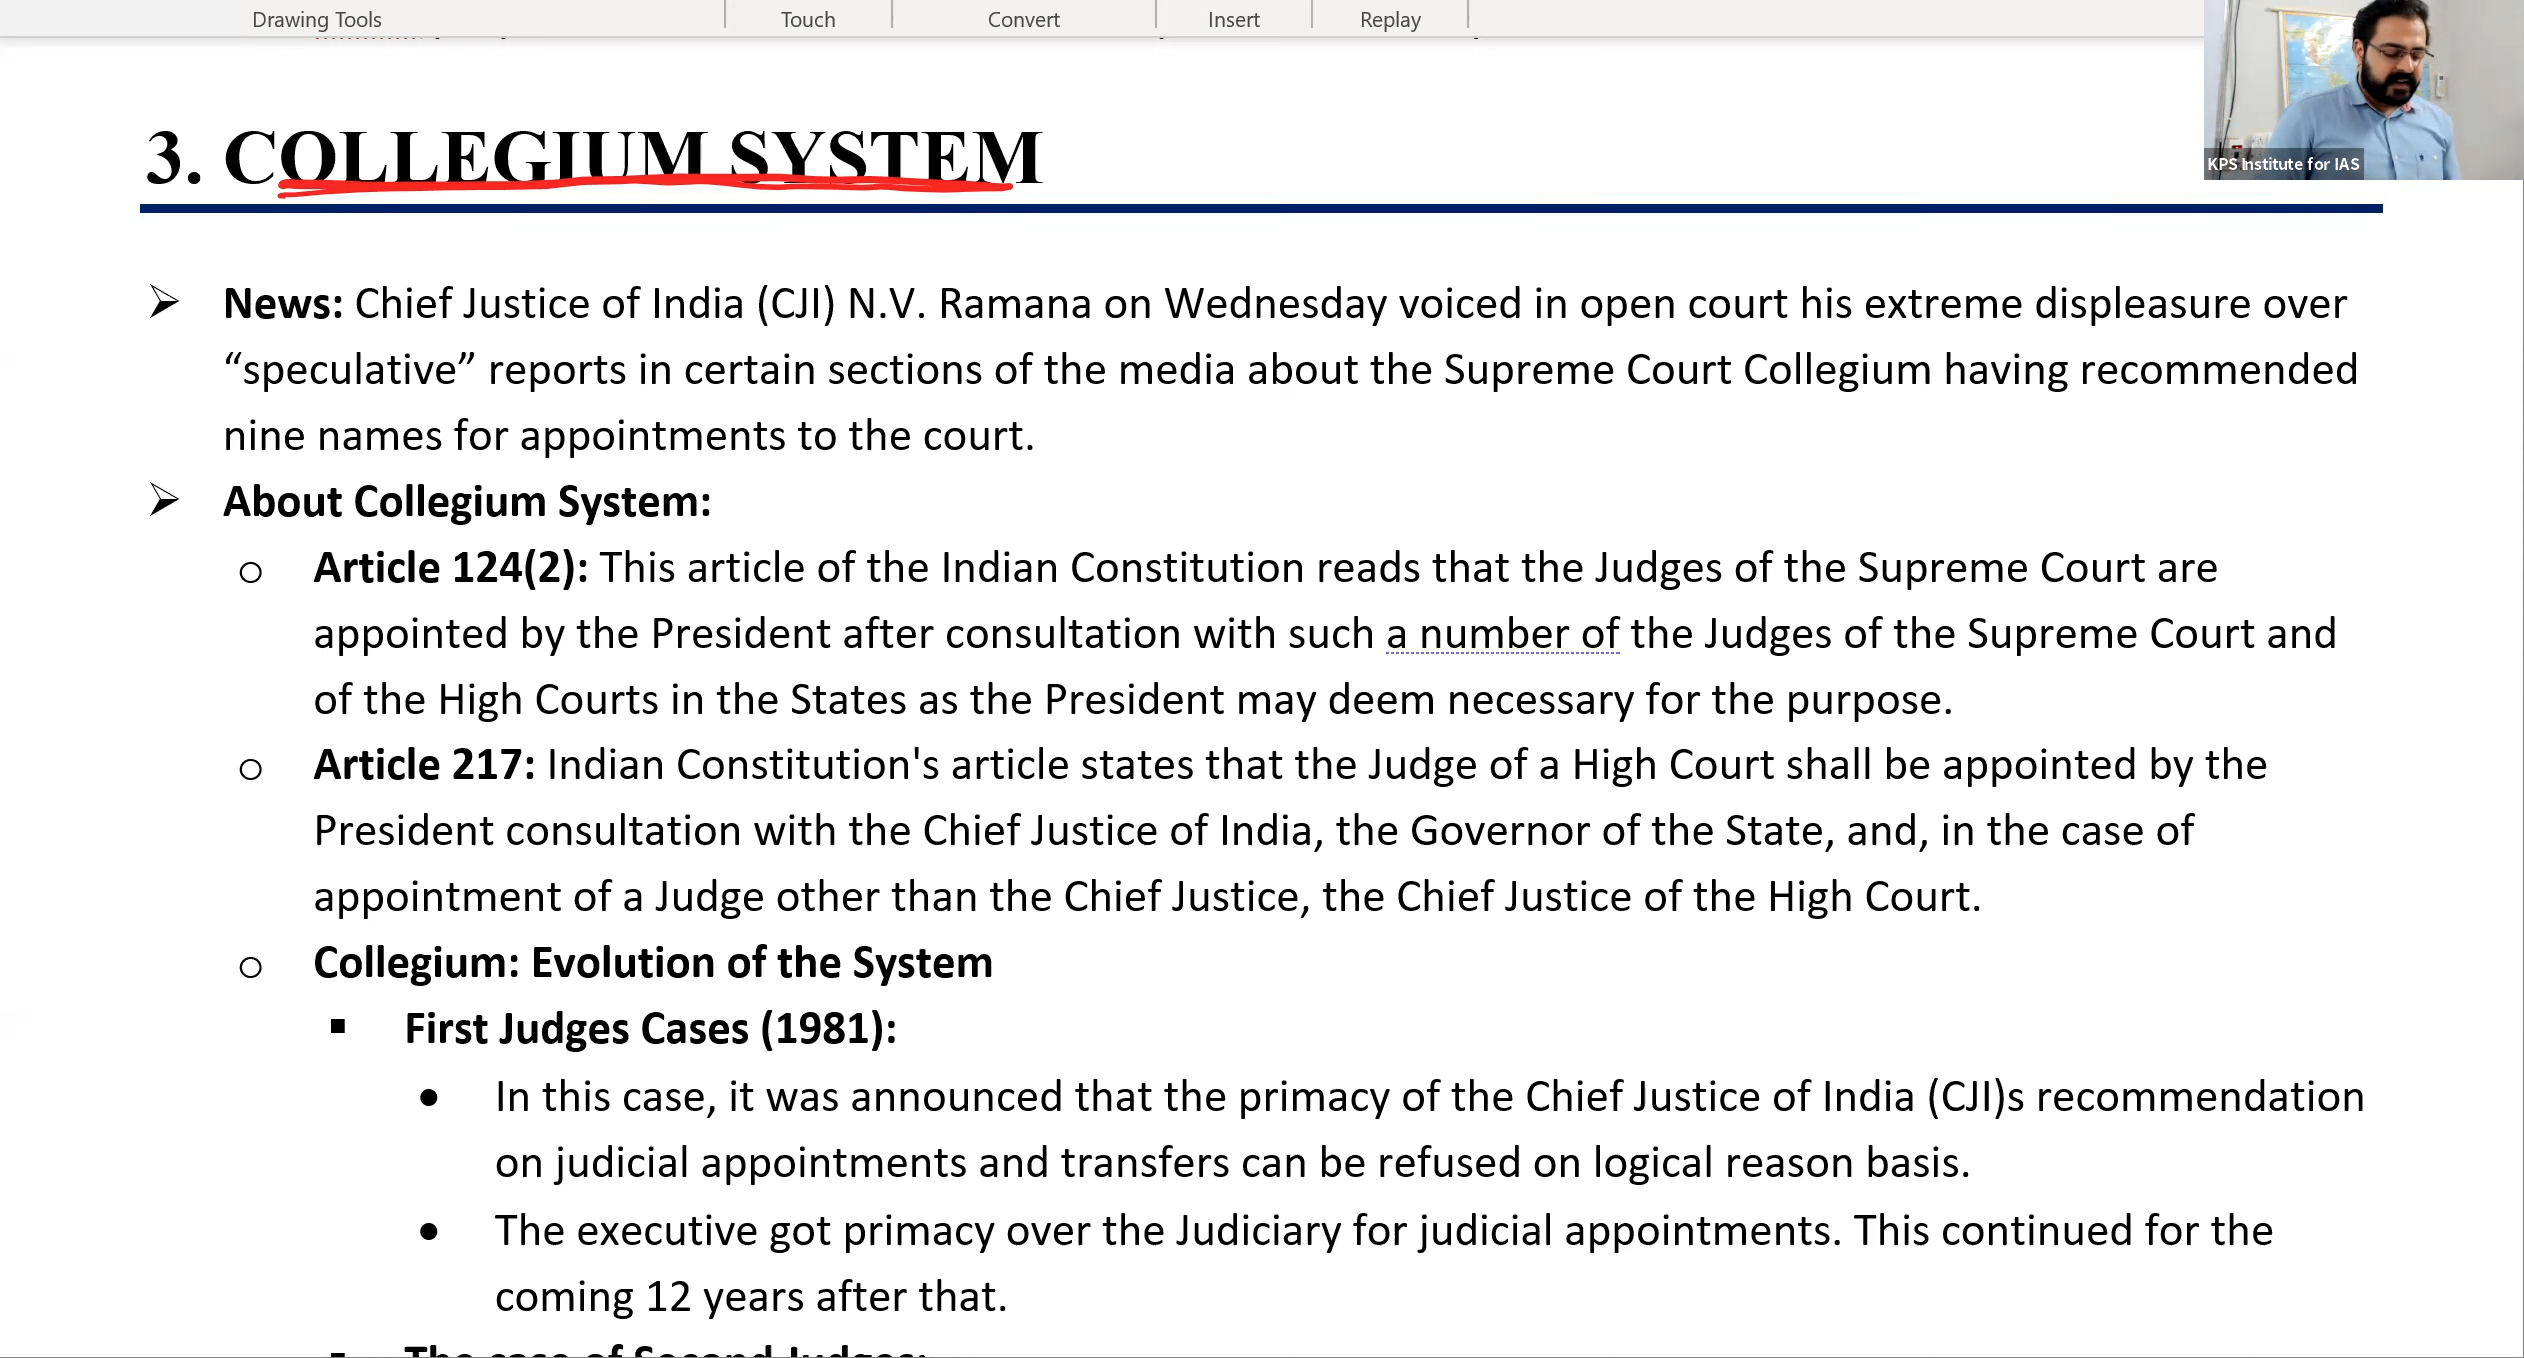 Drawing Tools Touch Convert Insert Replay
KPS Institute for IAS
3. COLLEGIUM SYSTEM
➢ News: Chief Justice of India (CJI) N.V. Ramana on Wednesday voiced in open court his extreme displeasure over
“speculative” reports in certain sections of the media about the Supreme Court Collegium having recommended
nine names for appointments to the court.
➢ About Collegium System:
o Article 124(2): This article of the Indian Constitution reads that the Judges of the Supreme Court are
appointed by the President after consultation with such a number of the Judges of the Supreme Court and
of the High Courts in the States as the President may deem necessary for the purpose.
o Article 217: Indian Constitution's article states that the Judge of a High Court shall be appointed by the
President consultation with the Chief Justice of India, the Governor of the State, and, in the case of
appointment of a Judge other than the Chief Justice, the Chief Justice of the High Court.
o Collegium: Evolution of the System
▪ First Judges Cases (1981):
• In this case, it was announced that the primacy of the Chief Justice of India (CJI)s recommendation
on judicial appointments and transfers can be refused on logical reason basis.
• The executive got primacy over the Judiciary for judicial appointments. This continued for the
coming 12 years after that.
▪ The case of Second Judges: